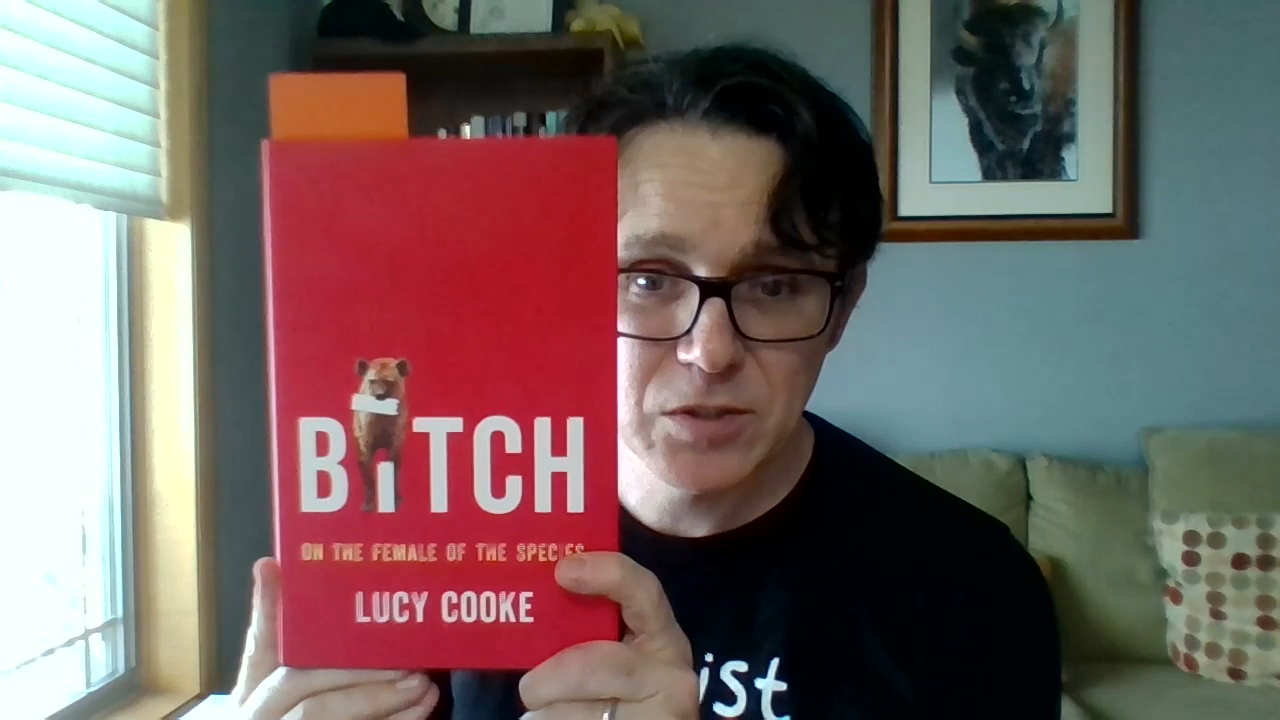 BITCH
ON THE FEMALE OF THE SPECIES
LUCY COOKE
ist